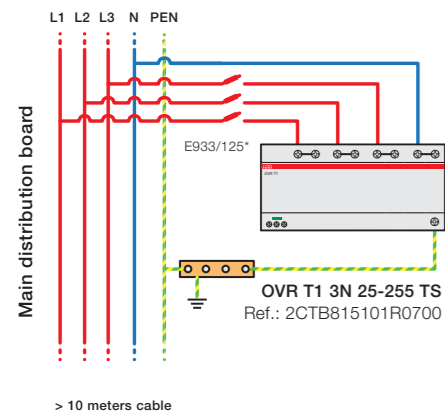 L1 L2 L3 N PEN
E933/125*
OVR T1
Main distribution board
OVR T1 3N 25-255 TS
Ref.: 2CTB815101R0700
> 10 meters cable